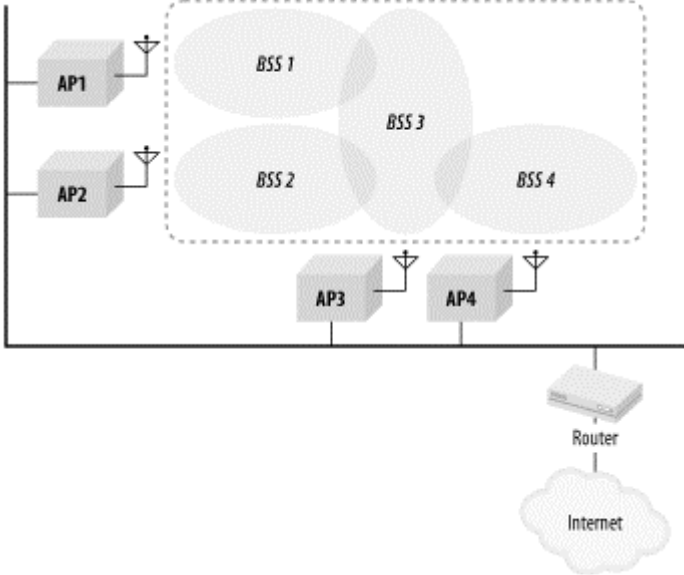 BSS 1
AP1
BSS 3
BSS 2
BSS 4
AP2
AP3
AP4
Router
Internet